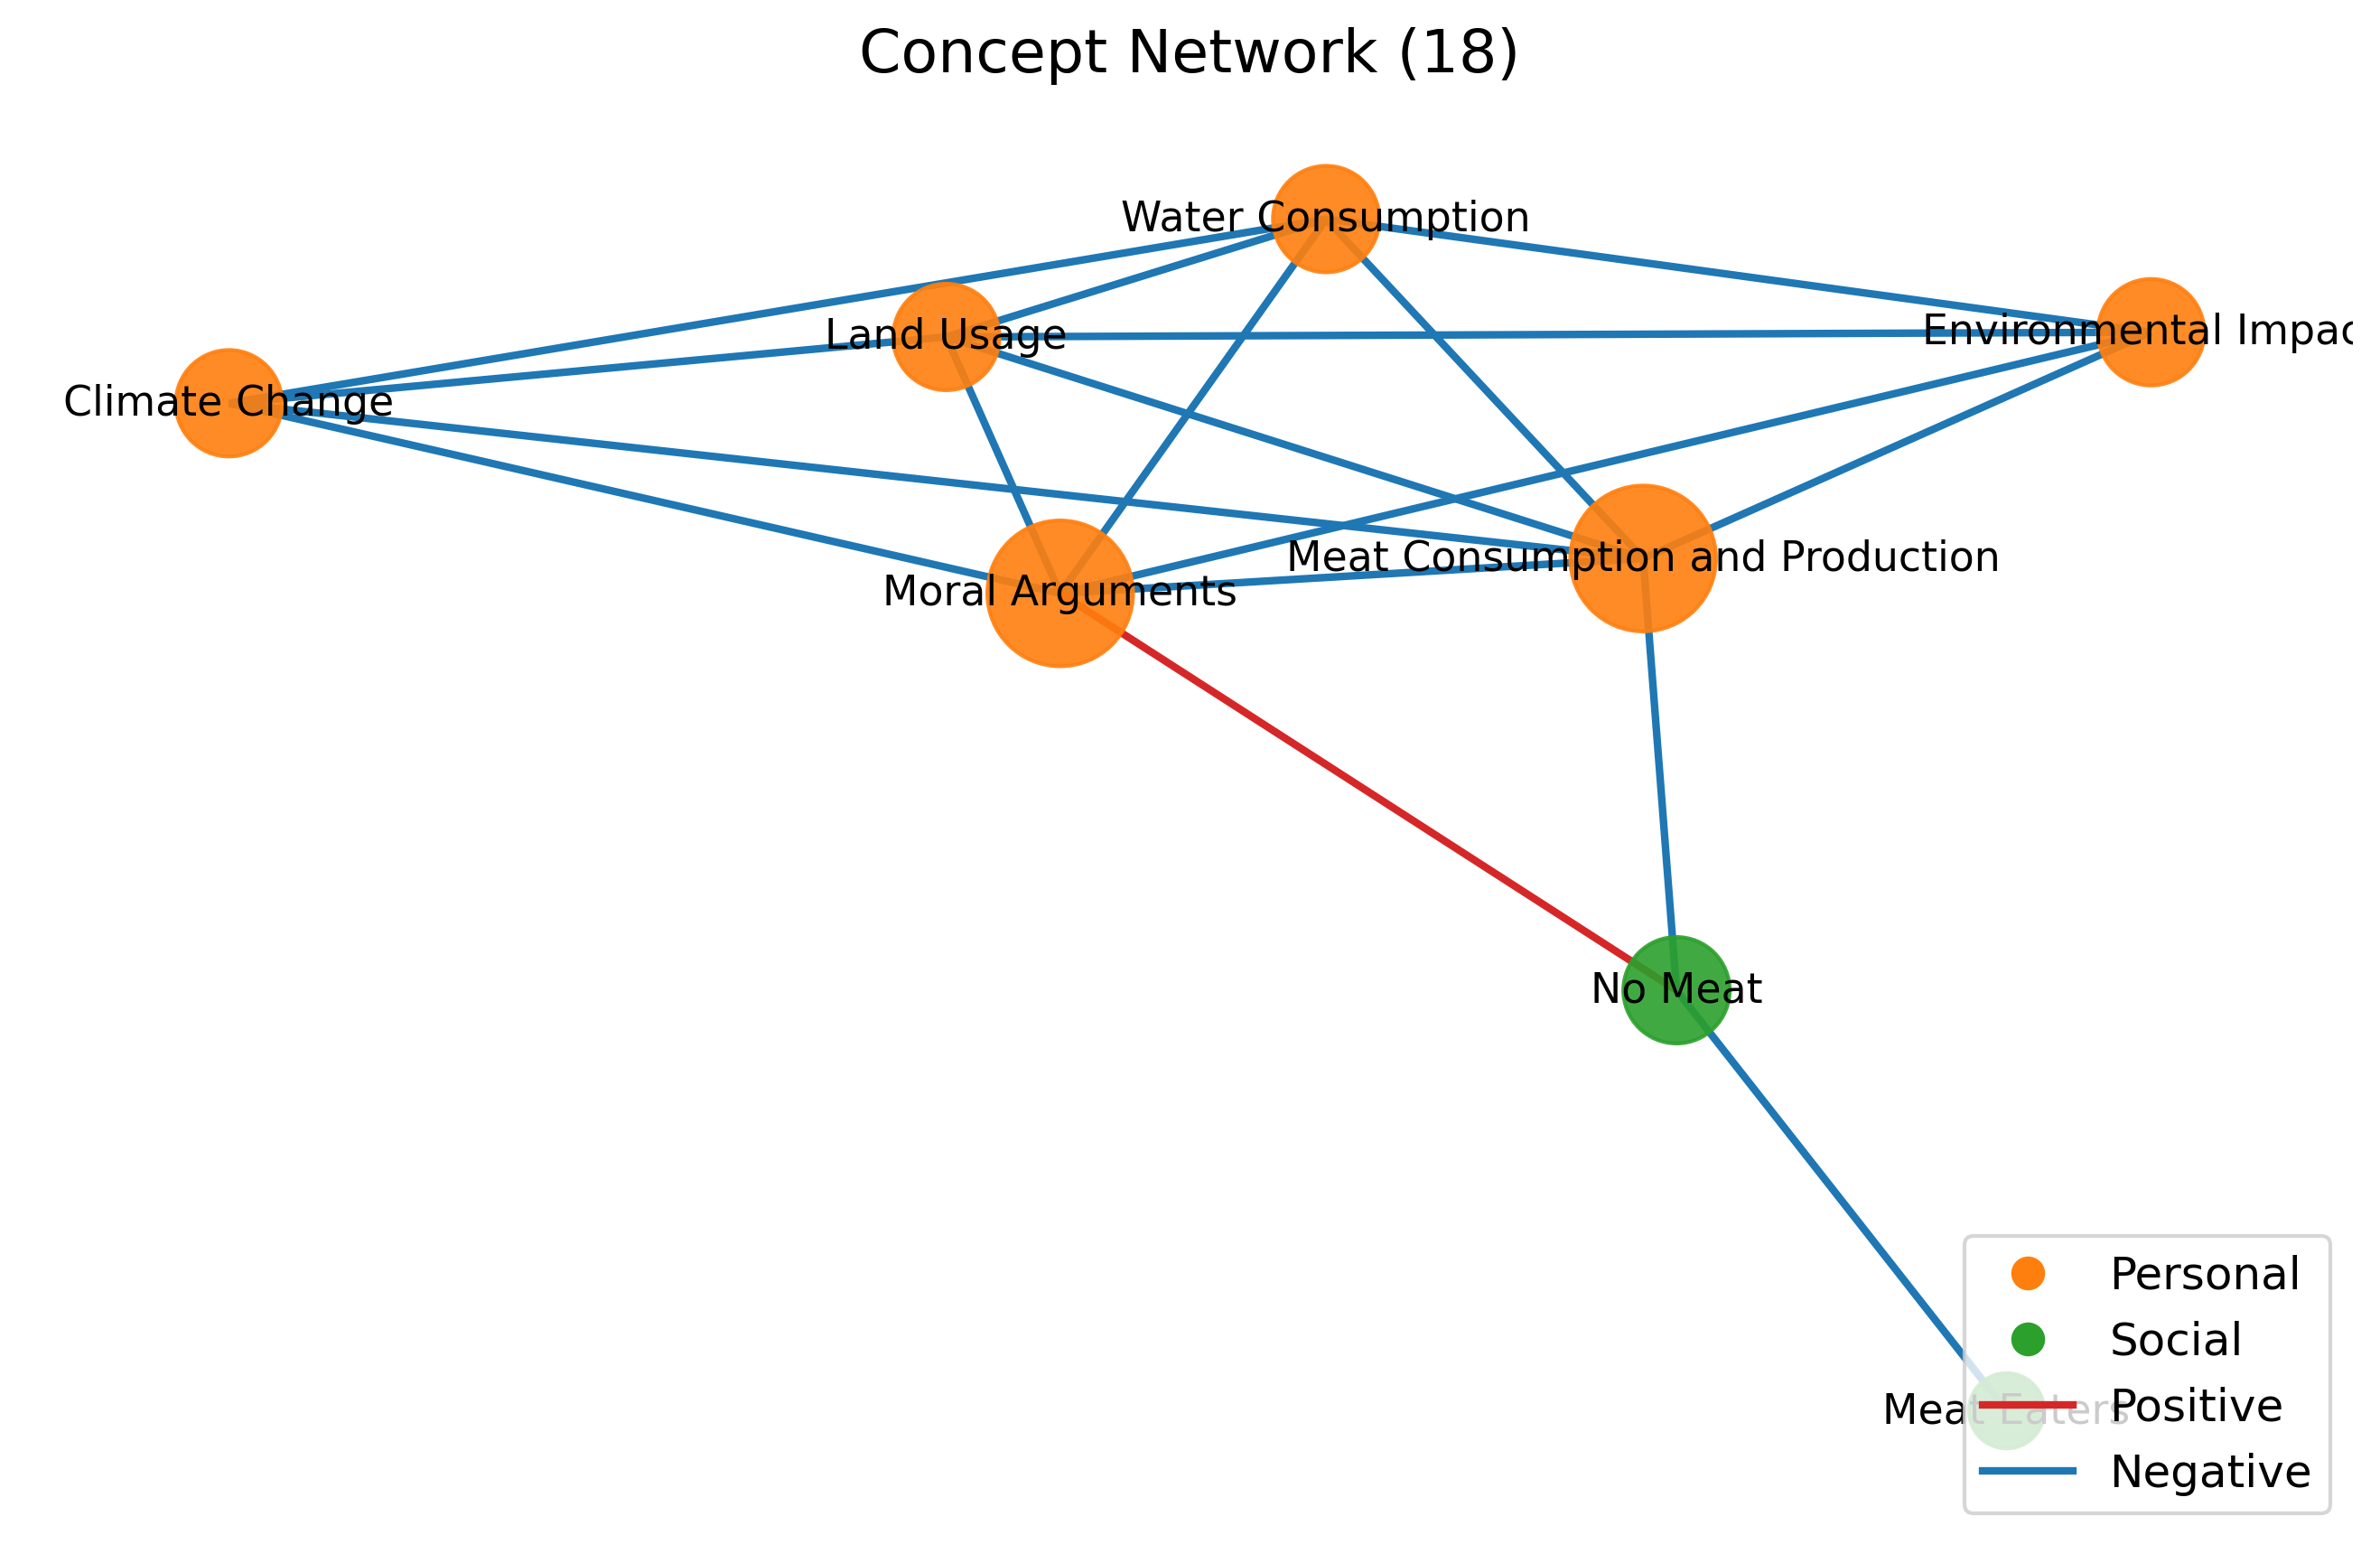 Concept Network (18)
Water Consumption
Land Usage
Environmental Impac
Climate Change
Meat Consumption and Production
Moral Arguments
No Meat
Personal
Social
Meat Eaters
Positive
Negative